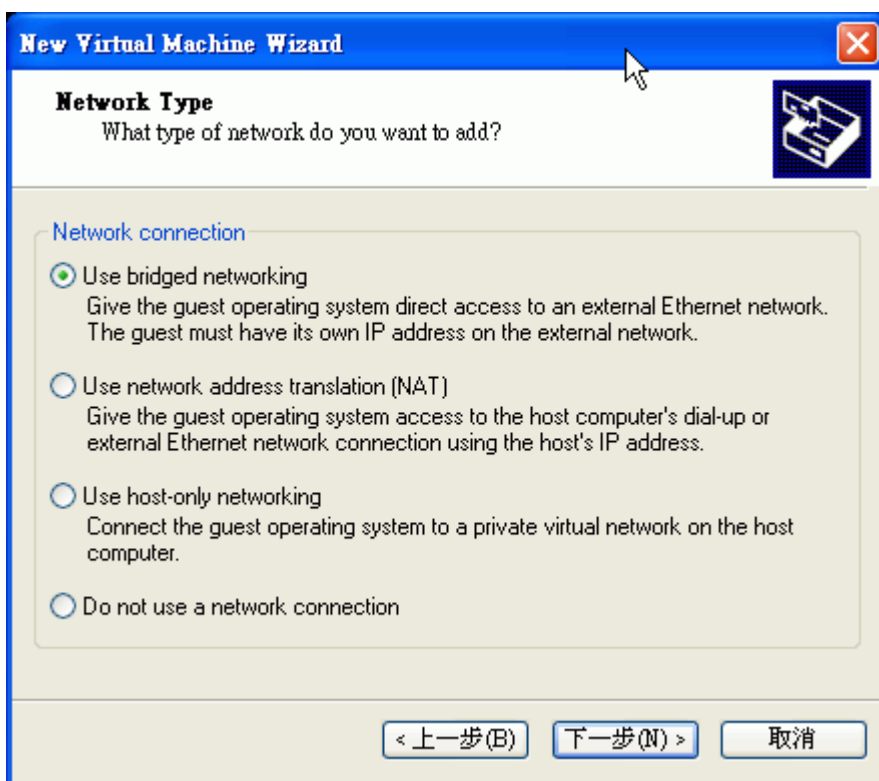 New Virtual Machine Wizard
Network Type
What type of network do you want to add?
Network connection
Use bridged networking
Give the guest operating system direct access to an external Ethernet network.
The guest must have its own IP address on the external network.
Use network address translation (NAT)
Give the guest operating system access to the host computer's dial-up or
external Ethernet network connection using the host's IP address.
Use host-only networking
Connect the guest operating system to a private virtual network on the host
computer.
Do not use a network connection
< 上一步(B)
下一步(N) >
取消